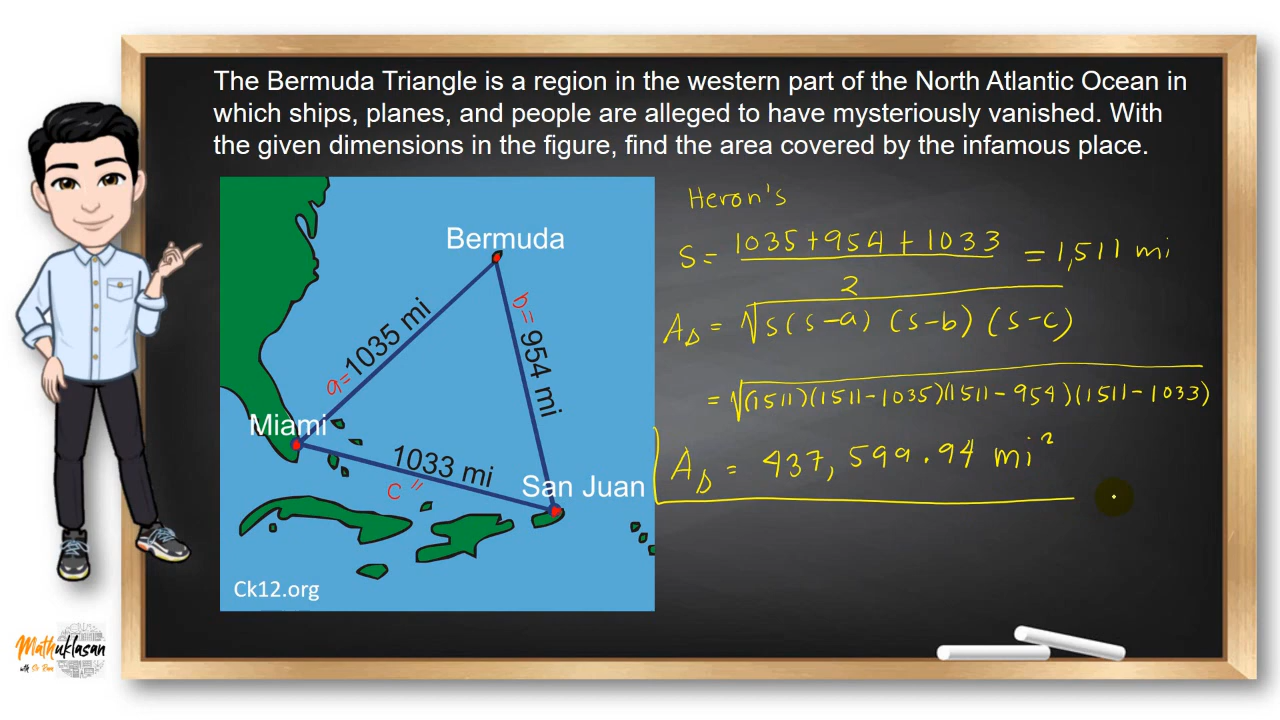 The Bermuda Triangle is a region in the western part of the North Atlantic Ocean in
which ships, planes, and people are alleged to have mysteriously vanished. With
the given dimensions in the figure, find the area covered by the infamous place.
Bermuda
a=1035 mi
b=954 mi
Miami
1033 mi
c =
San Juan
Ck12.org
Heron's
S = 1035+954+1033 / 2 = 1,511 mi
A△ = √s(s-a) (s-b) (s-c)
= √(1511)(1511-1035)(1511-954)(1511-1033)
A△ = 437,599.94 mi²
Mathuklasan
with Sir Ram